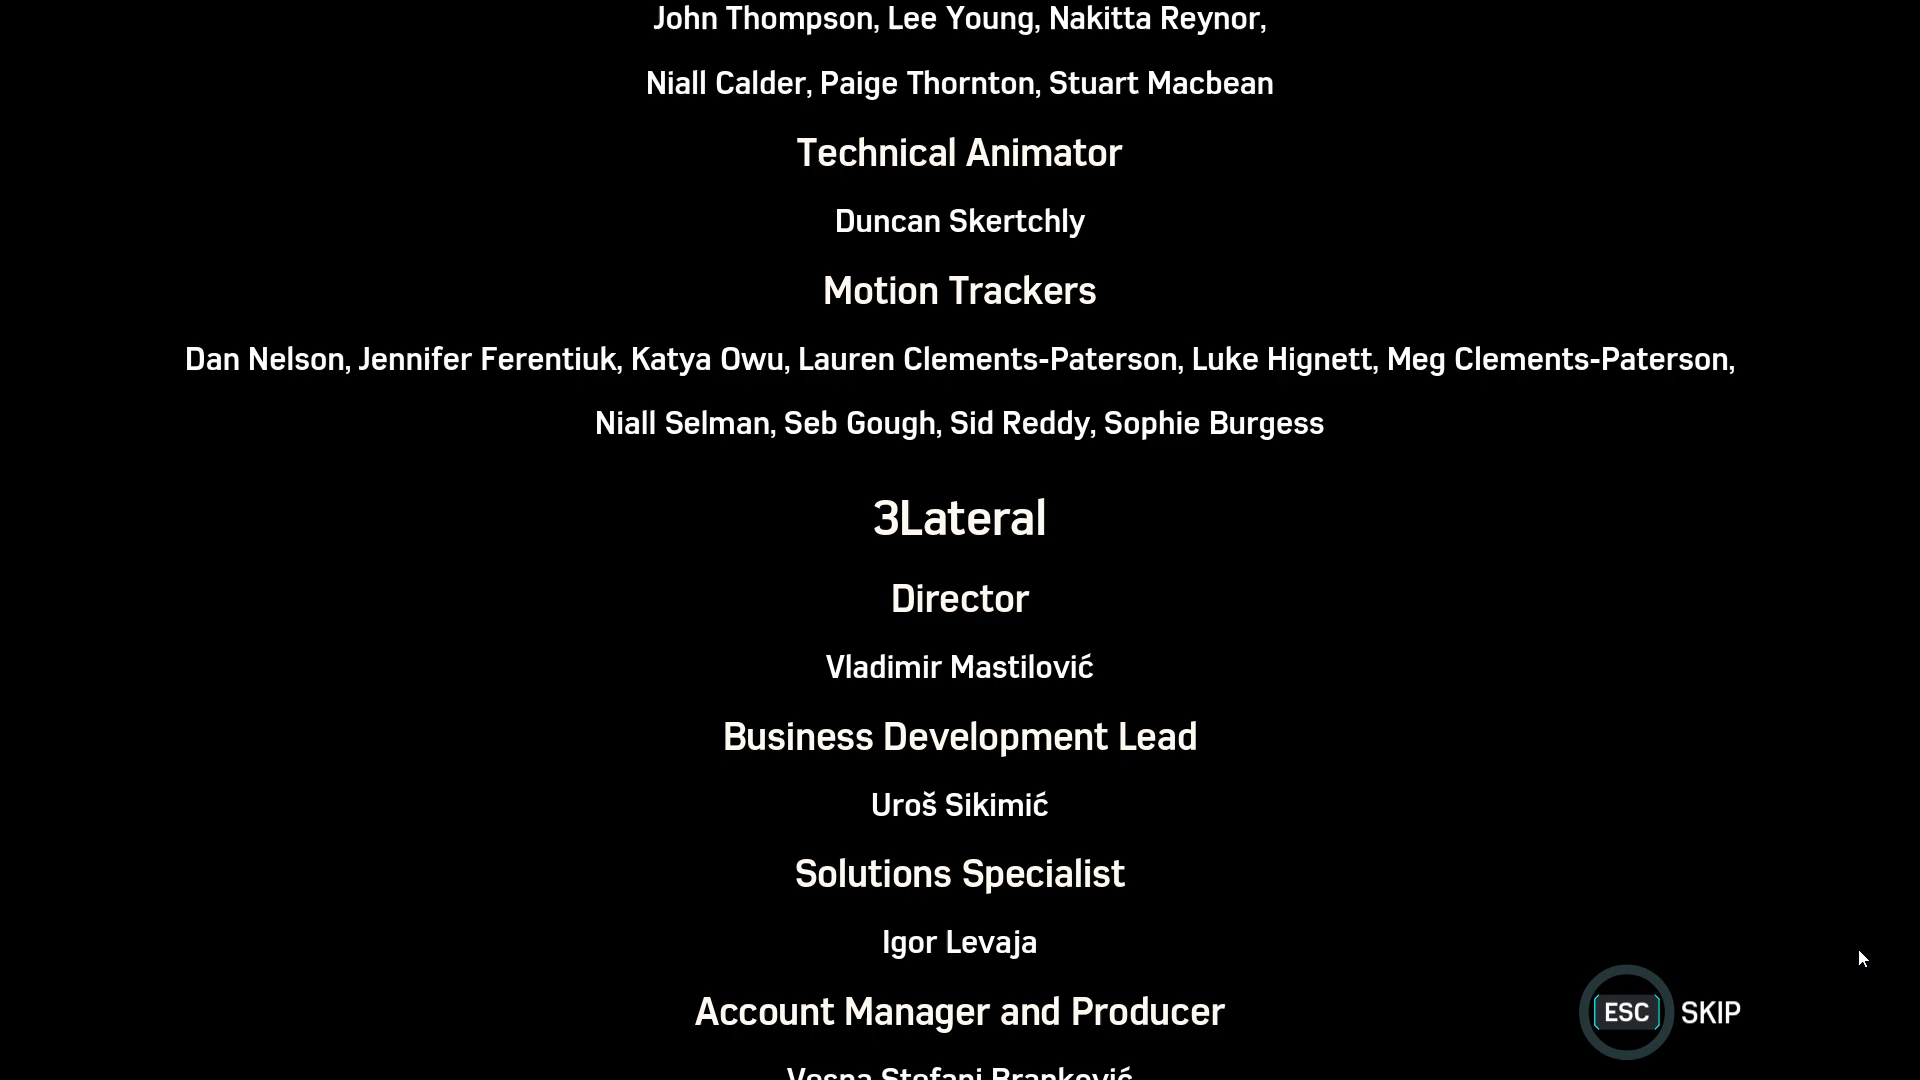 John Thompson, Lee Young, Nakitta Reynor,
Niall Calder, Paige Thornton, Stuart Macbean
Technical Animator
Duncan Skertchly
Motion Trackers
Dan Nelson, Jennifer Ferentiuk, Katya Owu, Lauren Clements-Paterson, Luke Hignett, Meg Clements-Paterson,
Niall Selman, Seb Gough, Sid Reddy, Sophie Burgess
3Lateral
Director
Vladimir Mastilović
Business Development Lead
Uroš Sikimić
Solutions Specialist
Igor Levaja
Account Manager and Producer
Vesna Stefani Branković
ESC SKIP